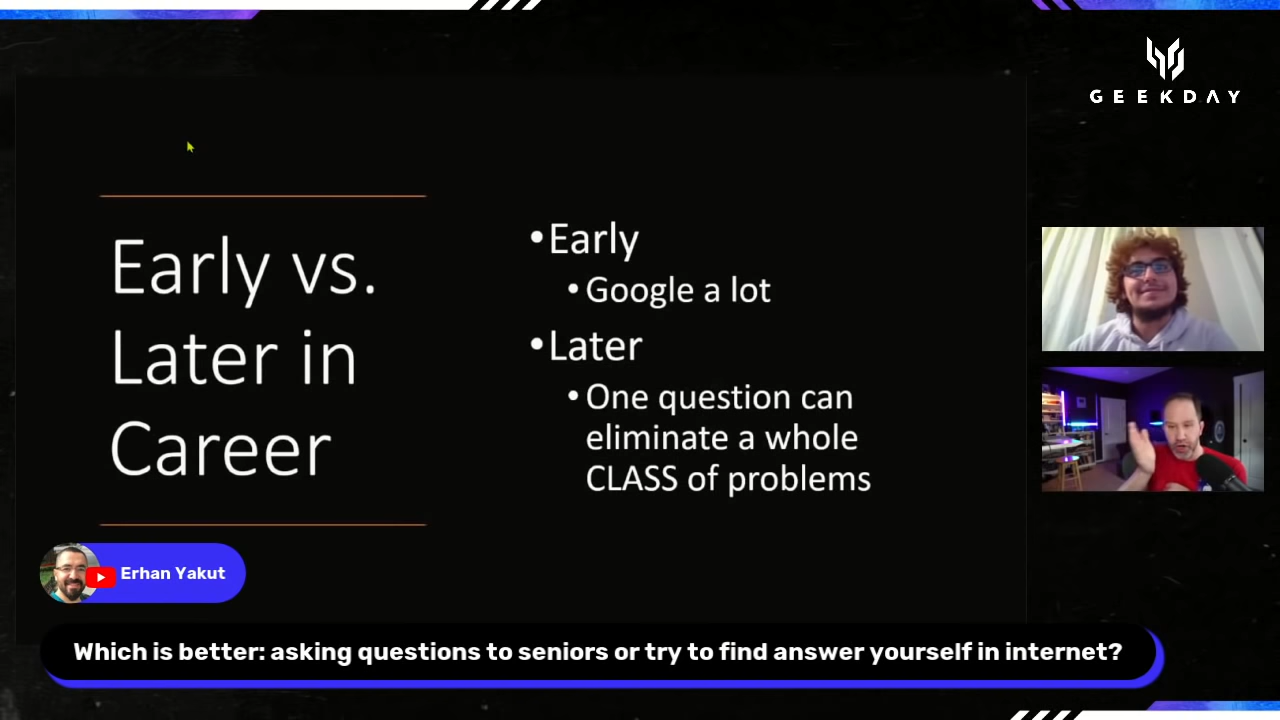 GEEKDAY
Early vs.
Later in
Career
•Early
•Google a lot
•Later
•One question can
eliminate a whole
CLASS of problems
Erhan Yakut
Which is better: asking questions to seniors or try to find answer yourself in internet?